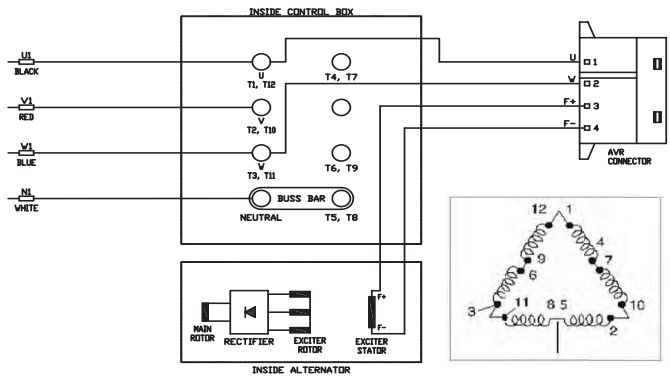 INSIDE CONTROL BOX
U1
BLACK
U
T1, T12
T4, T7
U
1
W
2
V1
RED
V
T2, T10
F+
3
F-
4
W1
BLUE
W
T3, T11
T6, T9
AVR
CONNECTOR
N1
WHITE
BUSS BAR
NEUTRAL
T5, T8
12
1
4
9
7
6
3
11
8
5
10
2
F+
F-
MAIN
ROTOR
RECTIFIER
EXCITER
ROTOR
EXCITER
STATOR
INSIDE ALTERNATOR